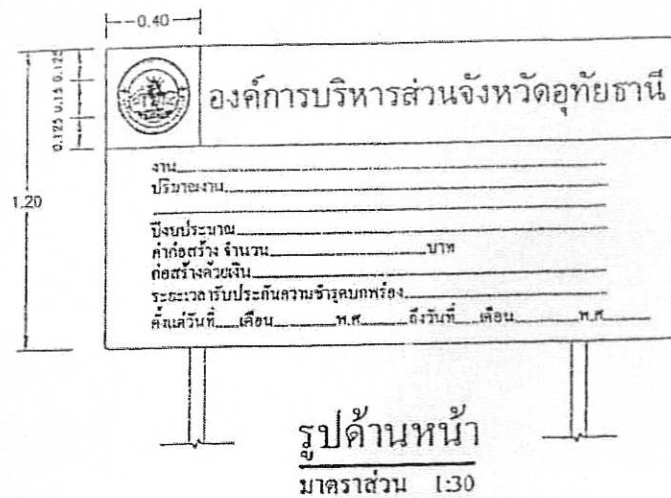 0.40
0.125 0.15 0.125
1.20
องค์การบริหารส่วนจังหวัดอุทัยธานี
งาน
ปริมาณงาน
ปีงบประมาณ
ค่าก่อสร้าง จำนวน บาท
ก่อสร้างด้วยเงิน
ระยะเวลารับประกันความชำรุดบกพร่อง
ตั้งแต่วันที่ เดือน พ.ศ. ถึงวันที่ เดือน พ.ศ.
รูปด้านหน้า
มาตราส่วน 1:30